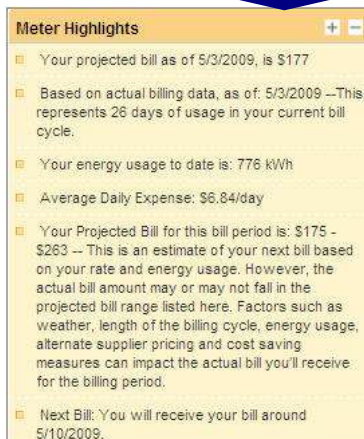 Meter Highlights
Your projected bill as of 5/3/2009, is $177
Based on actual billing data, as of: 5/3/2009 --This
represents 26 days of usage in your current bill
cycle.
Your energy usage to date is: 776 kWh
Average Daily Expense: $6.84/day
Your Projected Bill for this bill period is: $175 -
$263 -- This is an estimate of your next bill based
on your rate and energy usage. However, the
actual bill amount may or may not fall in the
projected bill range listed here. Factors such as
weather, length of the billing cycle, energy usage,
alternate supplier pricing and cost saving
measures can impact the actual bill you'll receive
for the billing period.
Next Bill: You will receive your bill around
5/10/2009.